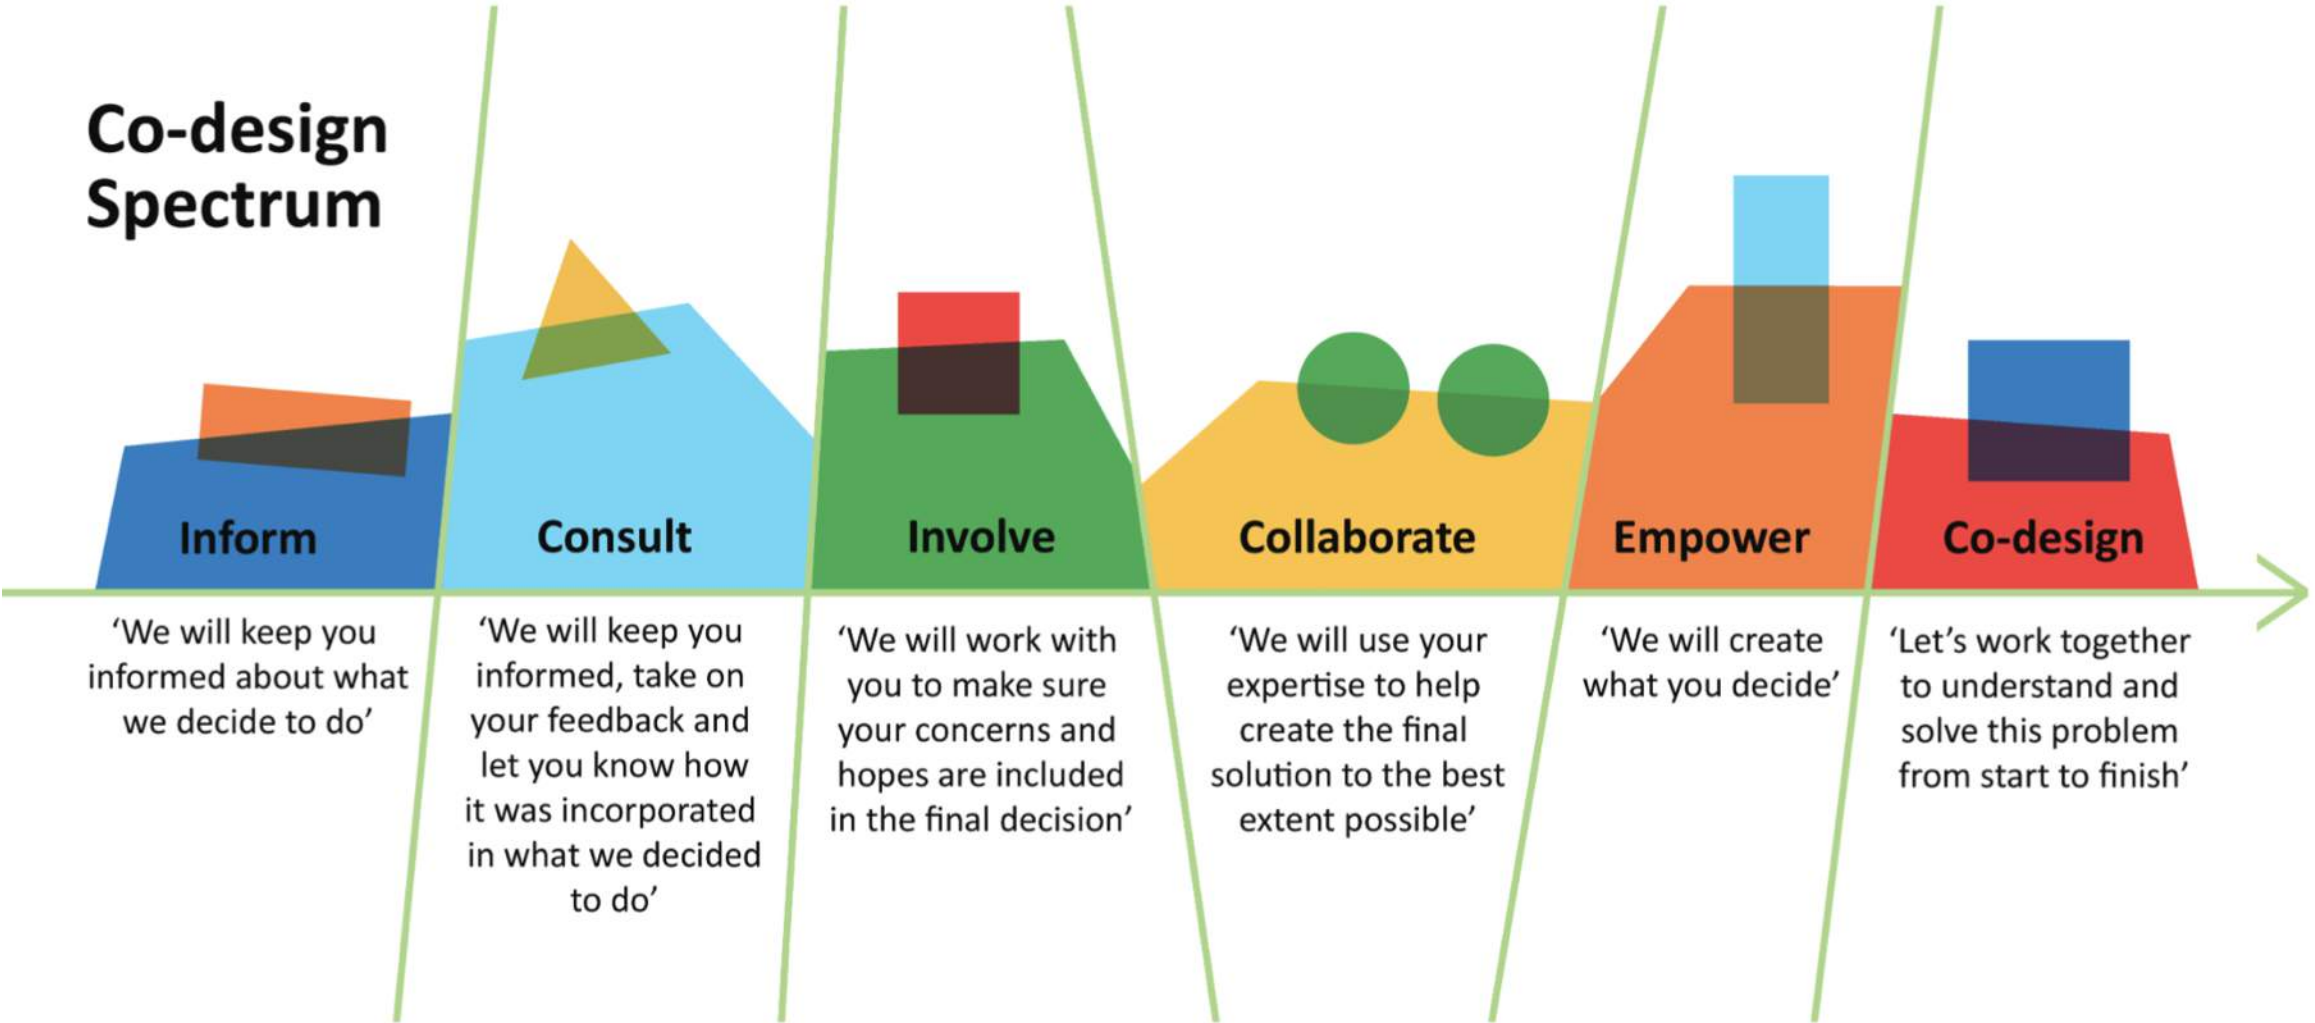 Co-design
Spectrum
Inform
‘We will keep you
informed about what
we decide to do’
Consult
‘We will keep you
informed, take on
your feedback and
let you know how
it was incorporated
in what we decided
to do’
Involve
‘We will work with
you to make sure
your concerns and
hopes are included
in the final decision’
Collaborate
‘We will use your
expertise to help
create the final
solution to the best
extent possible’
Empower
‘We will create
what you decide’
Co-design
‘Let’s work together
to understand and
solve this problem
from start to finish’